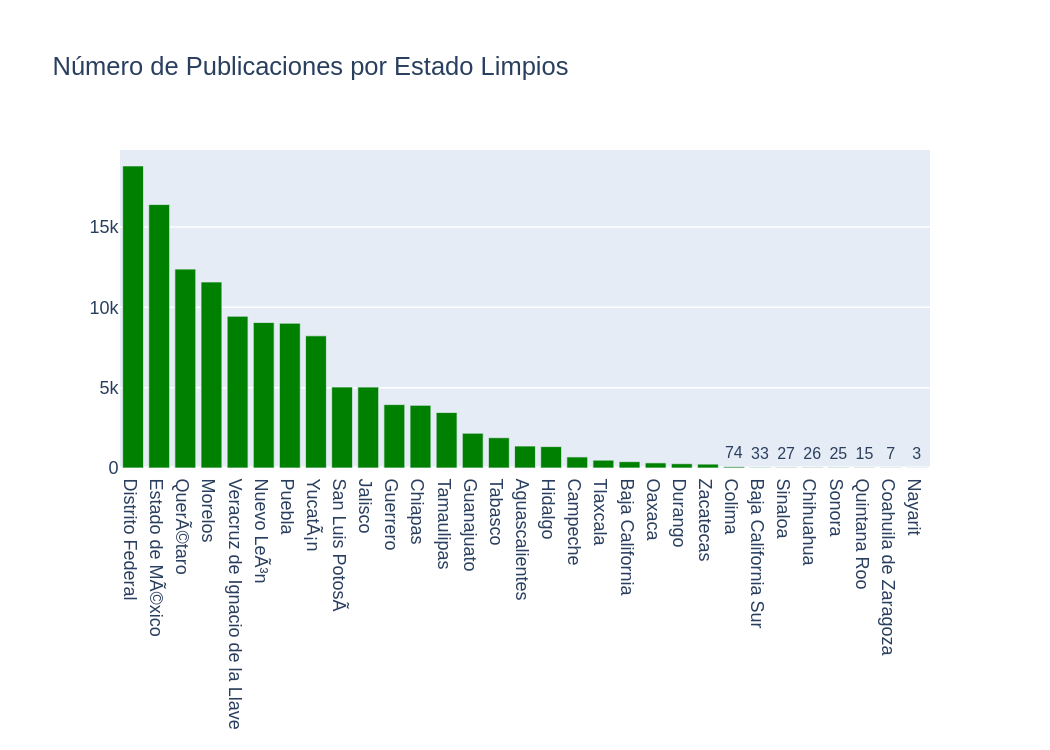 Número de Publicaciones por Estado Limpios
15k
10k
5k
0
74
33
27
26
25
15
7
3
Distrito Federal
Estado de MÃ©xico
QuerÃ©taro
Morelos
Veracruz de Ignacio de la Llave
Nuevo LeÃ³n
Puebla
YucatÃ¡n
San Luis PotosÃ
Jalisco
Guerrero
Chiapas
Tamaulipas
Guanajuato
Tabasco
Aguascalientes
Hidalgo
Campeche
Tlaxcala
Baja California
Oaxaca
Durango
Zacatecas
Colima
Baja California Sur
Sinaloa
Chihuahua
Sonora
Quintana Roo
Coahuila de Zaragoza
Nayarit